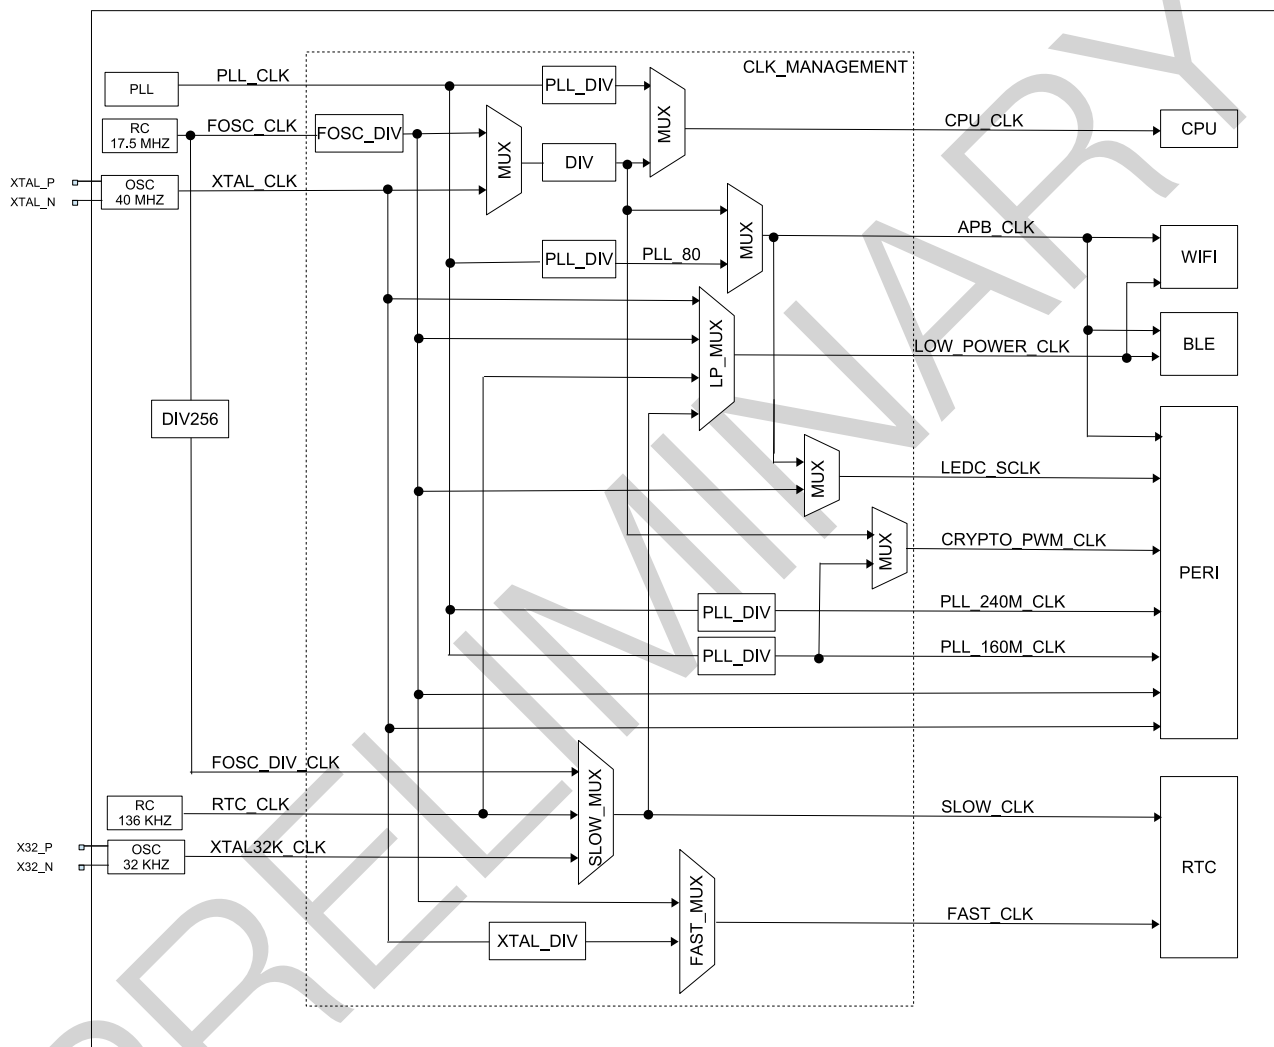 CLK_MANAGEMENT
PLL
PLL_CLK
PLL_DIV
MUX
CPU_CLK
CPU
RC
17.5 MHZ
FOSC_CLK
FOSC_DIV
MUX
DIV
XTAL_P
XTAL_N
OSC
40 MHZ
XTAL_CLK
MUX
APB_CLK
WIFI
PLL_DIV
PLL_80
LP_MUX
LOW_POWER_CLK
BLE
DIV256
MUX
LEDC_SCLK
MUX
CRYPTO_PWM_CLK
PERI
PLL_DIV
PLL_240M_CLK
PLL_DIV
PLL_160M_CLK
FOSC_DIV_CLK
SLOW_MUX
RC
136 KHZ
RTC_CLK
SLOW_CLK
X32_P
X32_N
OSC
32 KHZ
XTAL32K_CLK
RTC
FAST_MUX
FAST_CLK
XTAL_DIV
PRELIMINARY